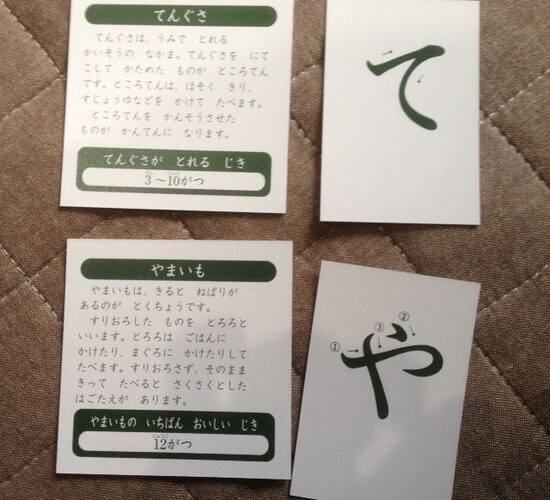 てんぐさ
てんぐさは、うみで とれる
かいそうの なかま。てんぐさを にて
こして かためた ものが ところてん
です。ところてんは、ほそく きり、
すじょうゆなどを かけて たべます。
ところてんを かんそうさせた
ものが かんてんに なります。
てんぐさが とれる じき
3～10がつ
て
やまいも
やまいもは、きると ねばりが
あるのが とくちょうです。
すりおろした ものを とろろと
いいます。とろろは ごはんに
かけたり、まぐろに かけたりして
たべます。すりおろさず、そのまま
きって たべると さくさくとした
はごたえが あります。
やまいもの いちばん おいしい じき
12がつ
① ② ③
や